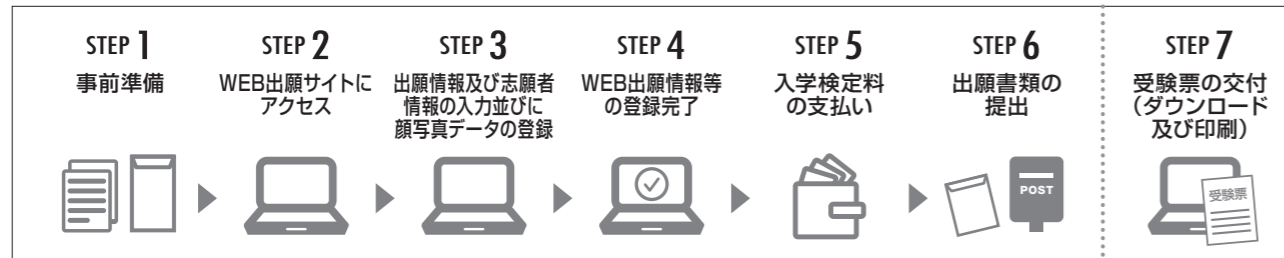 STEP 1
事前準備
STEP 2
WEB出願サイトに
アクセス
STEP 3
出願情報及び志願者
情報の入力並びに
顔写真データの登録
STEP 4
WEB出願情報等
の登録完了
STEP 5
入学検定料
の支払い
STEP 6
出願書類の
提出
POST
STEP 7
受験票の交付
(ダウンロード
及び印刷)
受験票